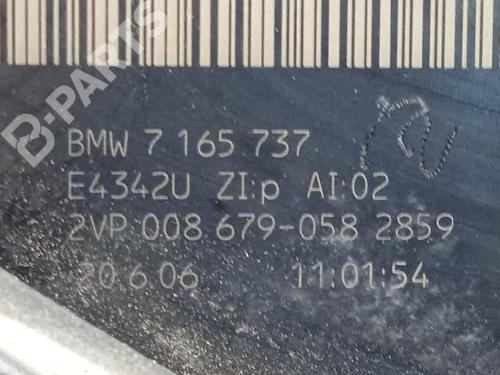 B-PARTS
BMW 7 165 737
E4342U ZI:p AI:02
2VP 008 679-058 2859
20.6.06 11:01:54